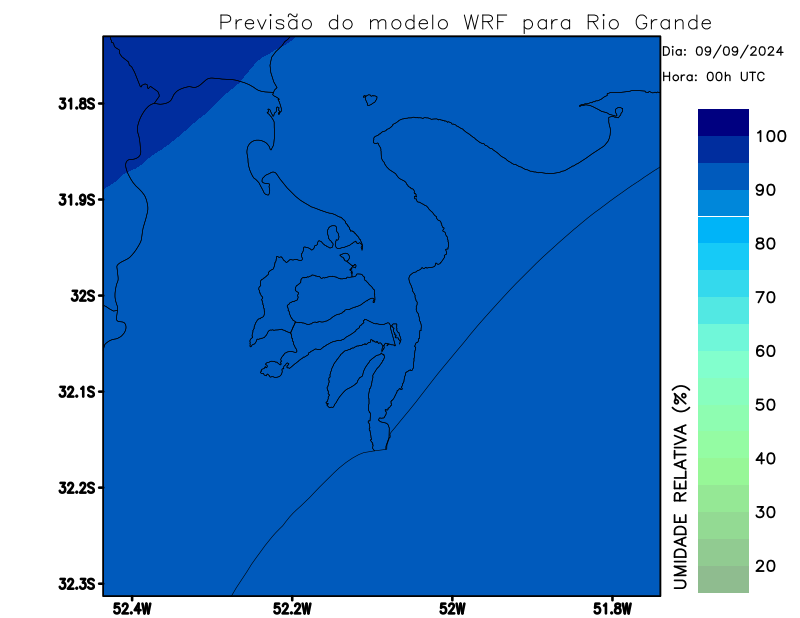 Previsão do modelo WRF para Rio Grande
Dia: 09/09/2024
Hora: 00h UTC
31.8S
31.9S
32S
32.1S
32.2S
32.3S
52.4W
52.2W
52W
51.8W
UMIDADE RELATIVA (%)
100
90
80
70
60
50
40
30
20